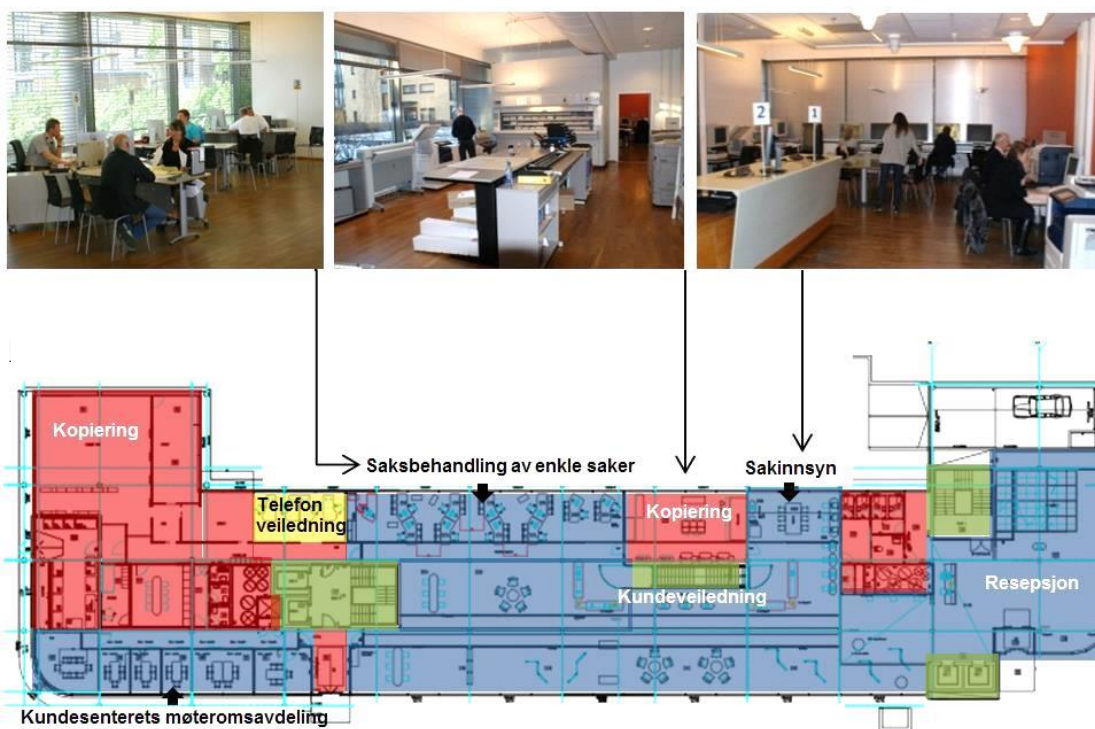 2
1
Kopiering
Saksbehandling av enkle saker
Sakinnsyn
Telefon
veiledning
Kopiering
Kundeveiledning
Resepsjon
Kundesenterets møteromsavdeling